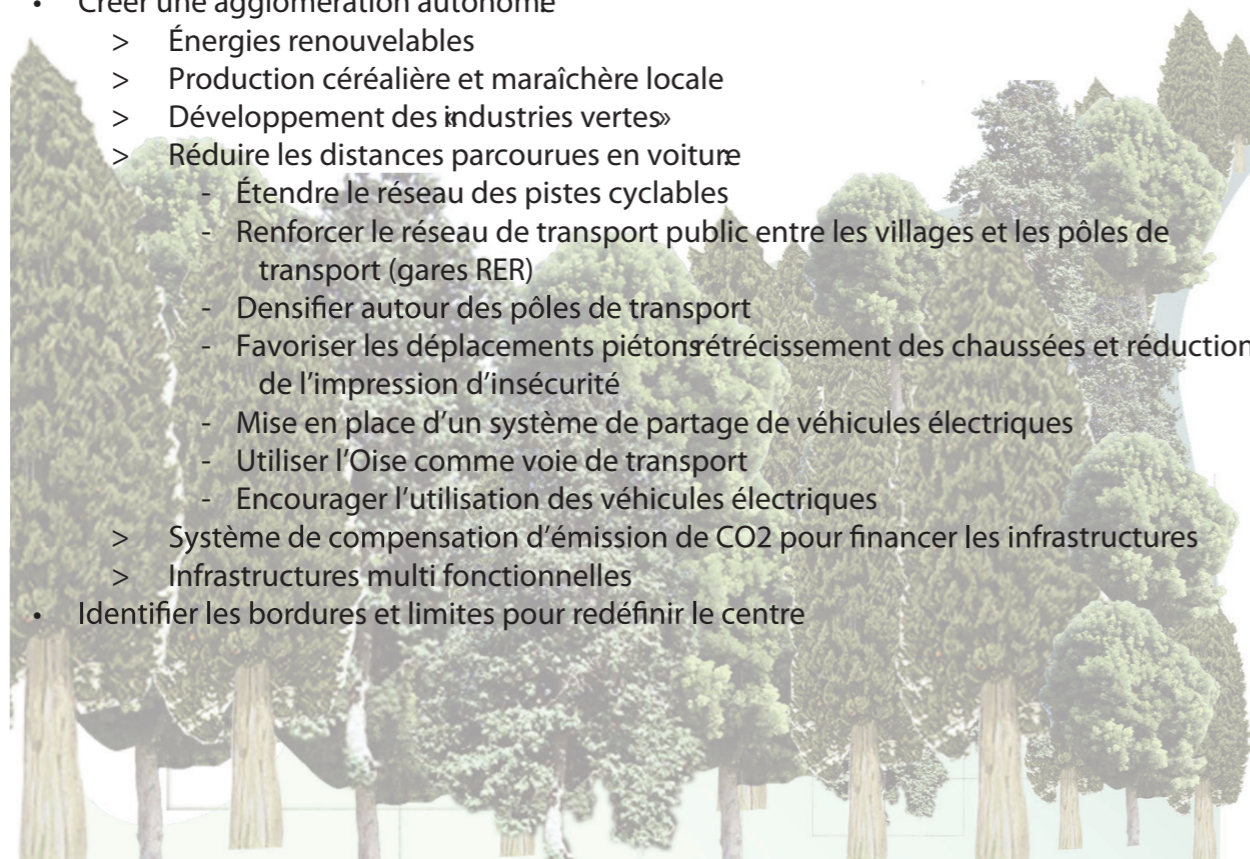 • Créer une agglomération autonome
> Énergies renouvelables
> Production céréalière et maraîchère locale
> Développement des «industries vertes»
> Réduire les distances parcourues en voiture
- Étendre le réseau des pistes cyclables
- Renforcer le réseau de transport public entre les villages et les pôles de
transport (gares RER)
- Densifier autour des pôles de transport
- Favoriser les déplacements piétons rétrécissement des chaussées et réduction
de l’impression d’insécurité
- Mise en place d’un système de partage de véhicules électriques
- Utiliser l’Oise comme voie de transport
- Encourager l’utilisation des véhicules électriques
> Système de compensation d’émission de CO2 pour financer les infrastructures
> Infrastructures multi fonctionnelles
• Identifier les bordures et limites pour redéfinir le centre